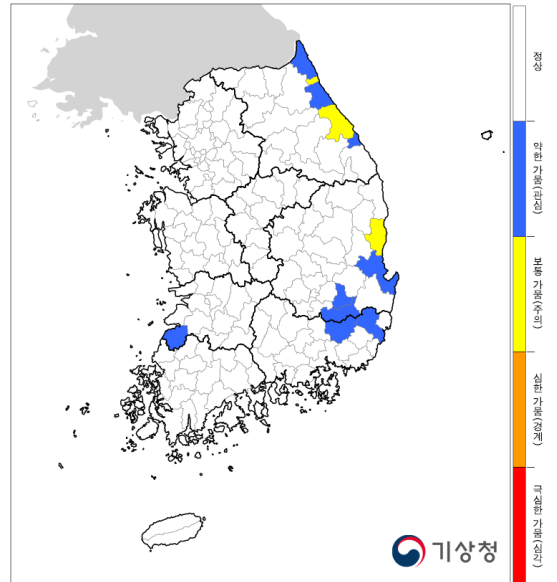 정상
약한 가뭄(관심)
보통 가뭄(주의)
심한 가뭄(경계)
극심한 가뭄(심각)
기상청